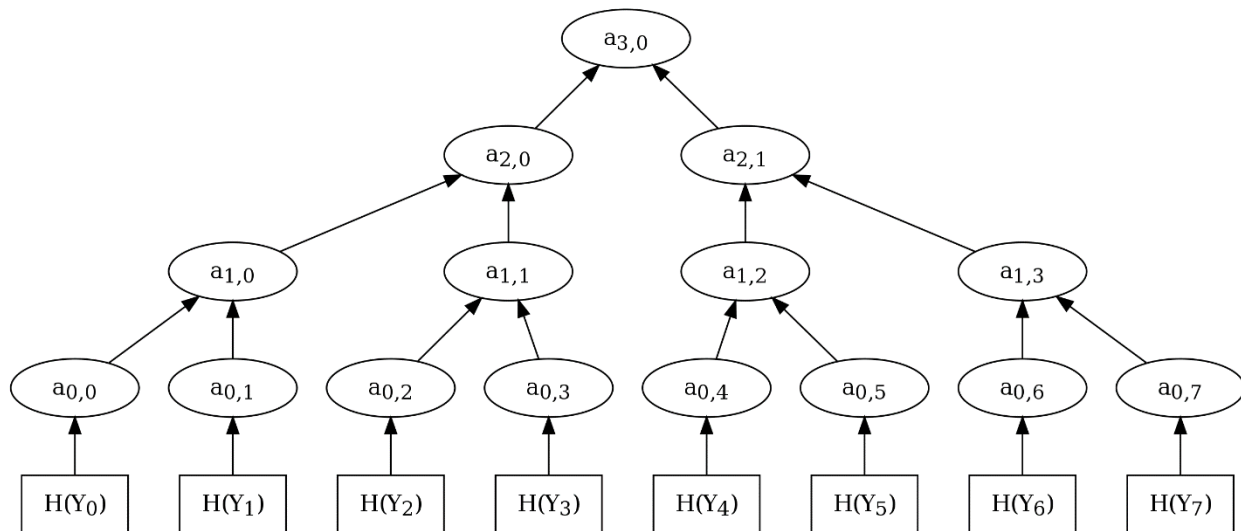 a3,0
a2,0 a2,1
a1,0 a1,1 a1,2 a1,3
a0,0 a0,1 a0,2 a0,3 a0,4 a0,5 a0,6 a0,7
H(Y0) H(Y1) H(Y2) H(Y3) H(Y4) H(Y5) H(Y6) H(Y7)